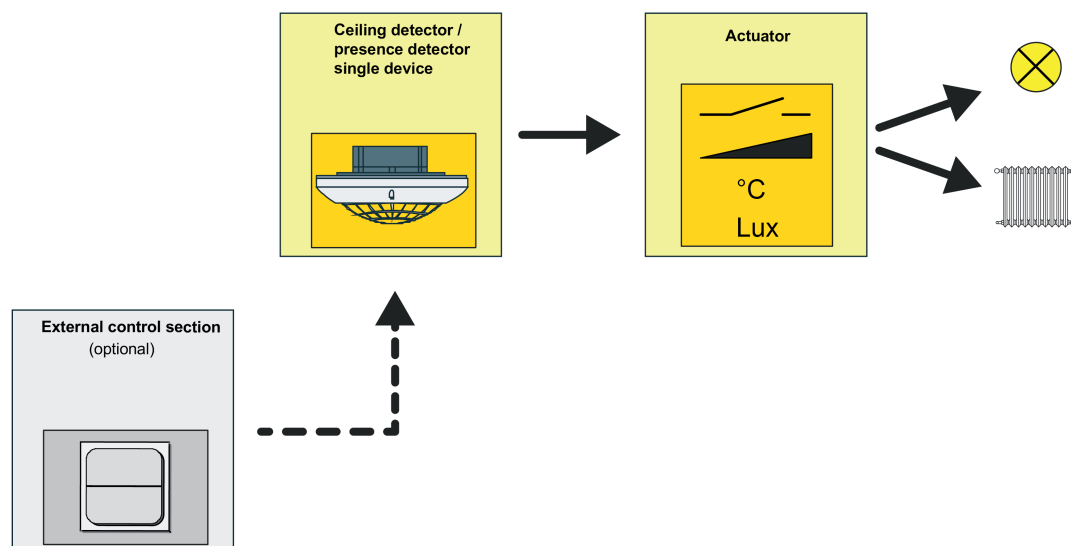 Ceiling detector /
presence detector
single device
Actuator
°C
Lux
External control section
(optional)